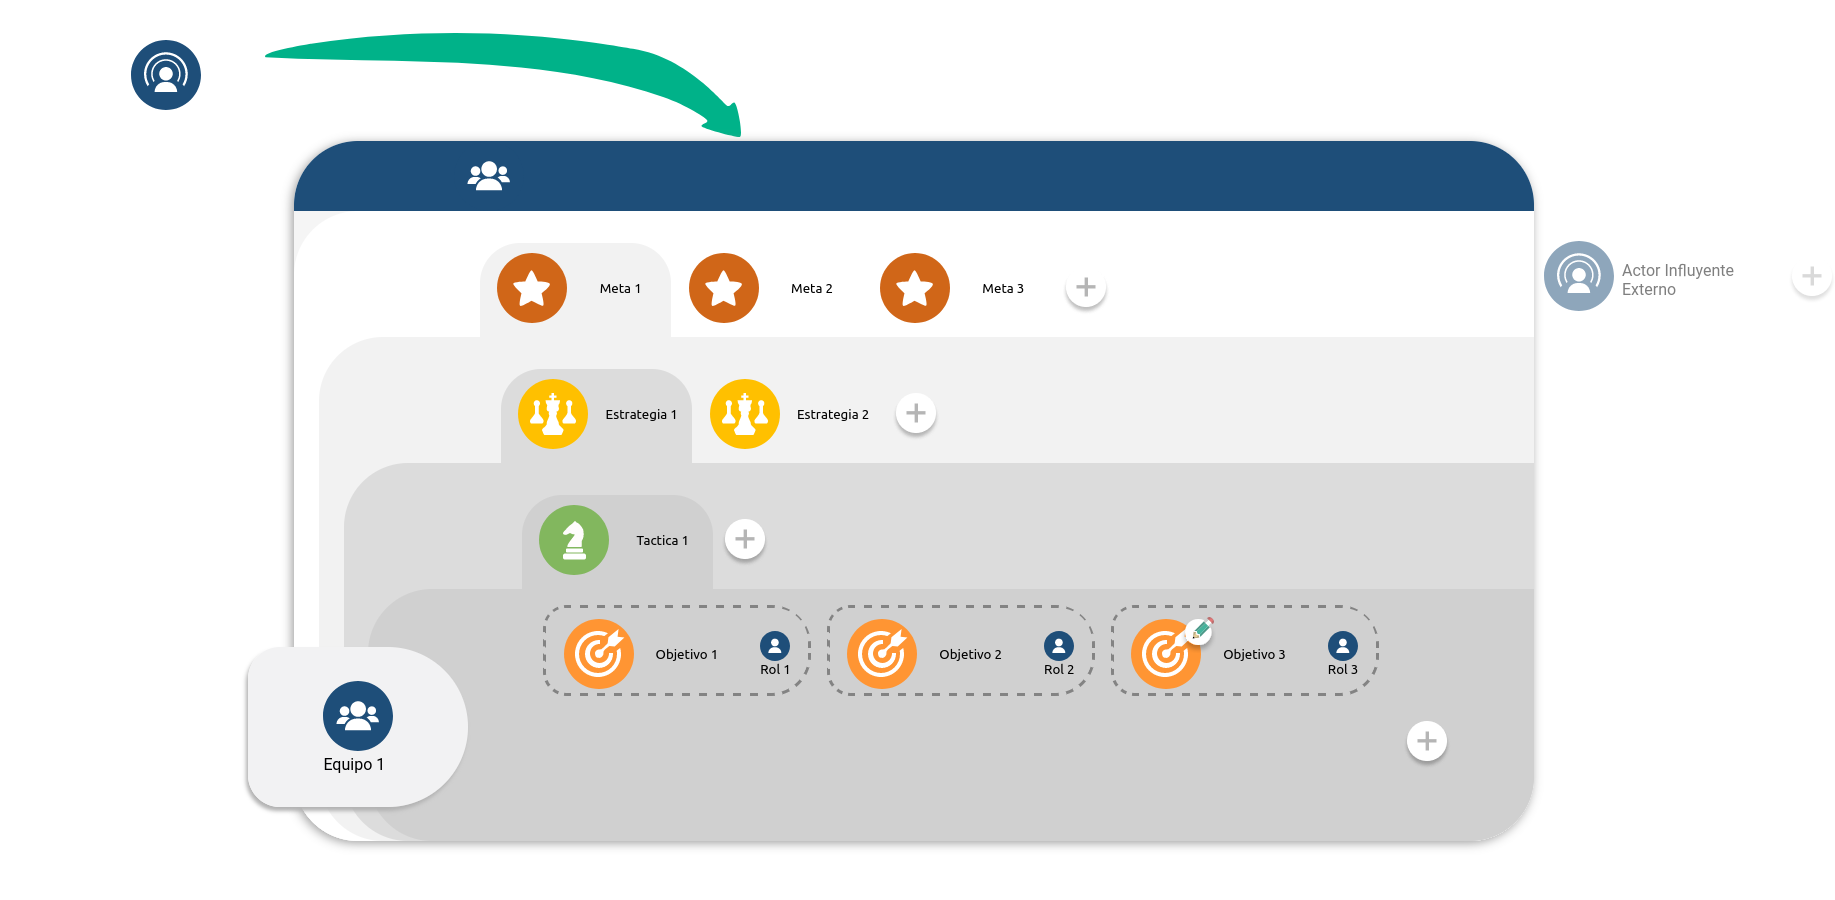 Meta 1
Meta 2
Meta 3
Actor Influyente
Externo
Estrategia 1
Estrategia 2
Tactica 1
Objetivo 1
Rol 1
Objetivo 2
Rol 2
Objetivo 3
Rol 3
Equipo 1